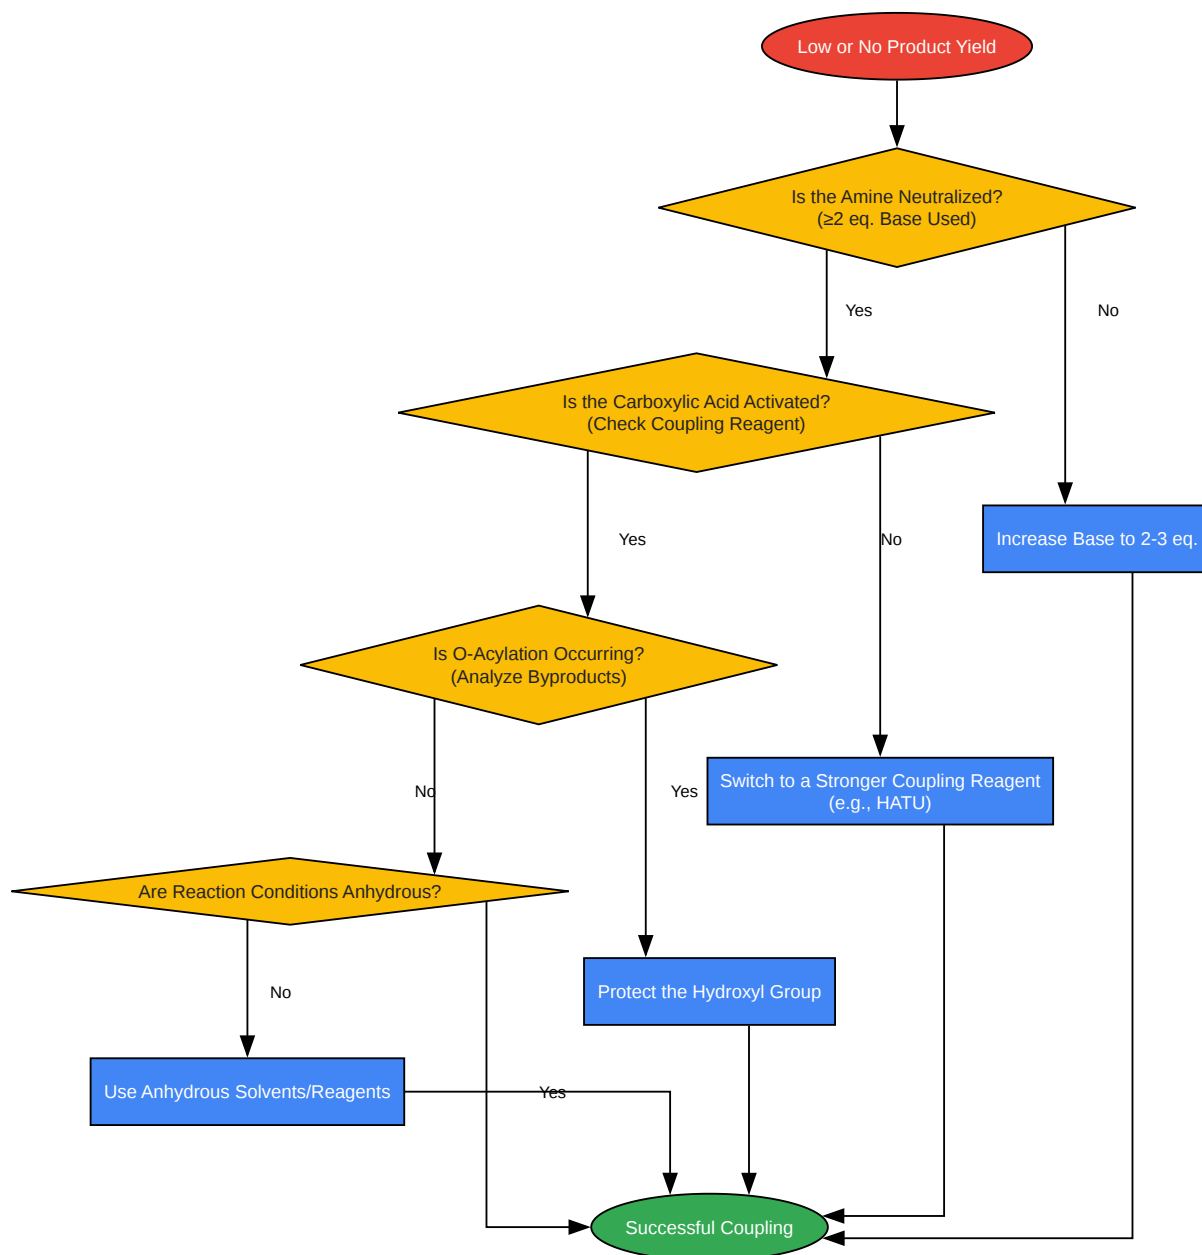 Low or No Product Yield
Is the Amine Neutralized?
(≥2 eq. Base Used)
Yes
No
Is the Carboxylic Acid Activated?
(Check Coupling Reagent)
Yes
No
Increase Base to 2-3 eq.
Is O-Acylation Occurring?
(Analyze Byproducts)
No
Yes
Switch to a Stronger Coupling Reagent
(e.g., HATU)
Are Reaction Conditions Anhydrous?
No
Protect the Hydroxyl Group
Use Anhydrous Solvents/Reagents
Yes
Successful Coupling